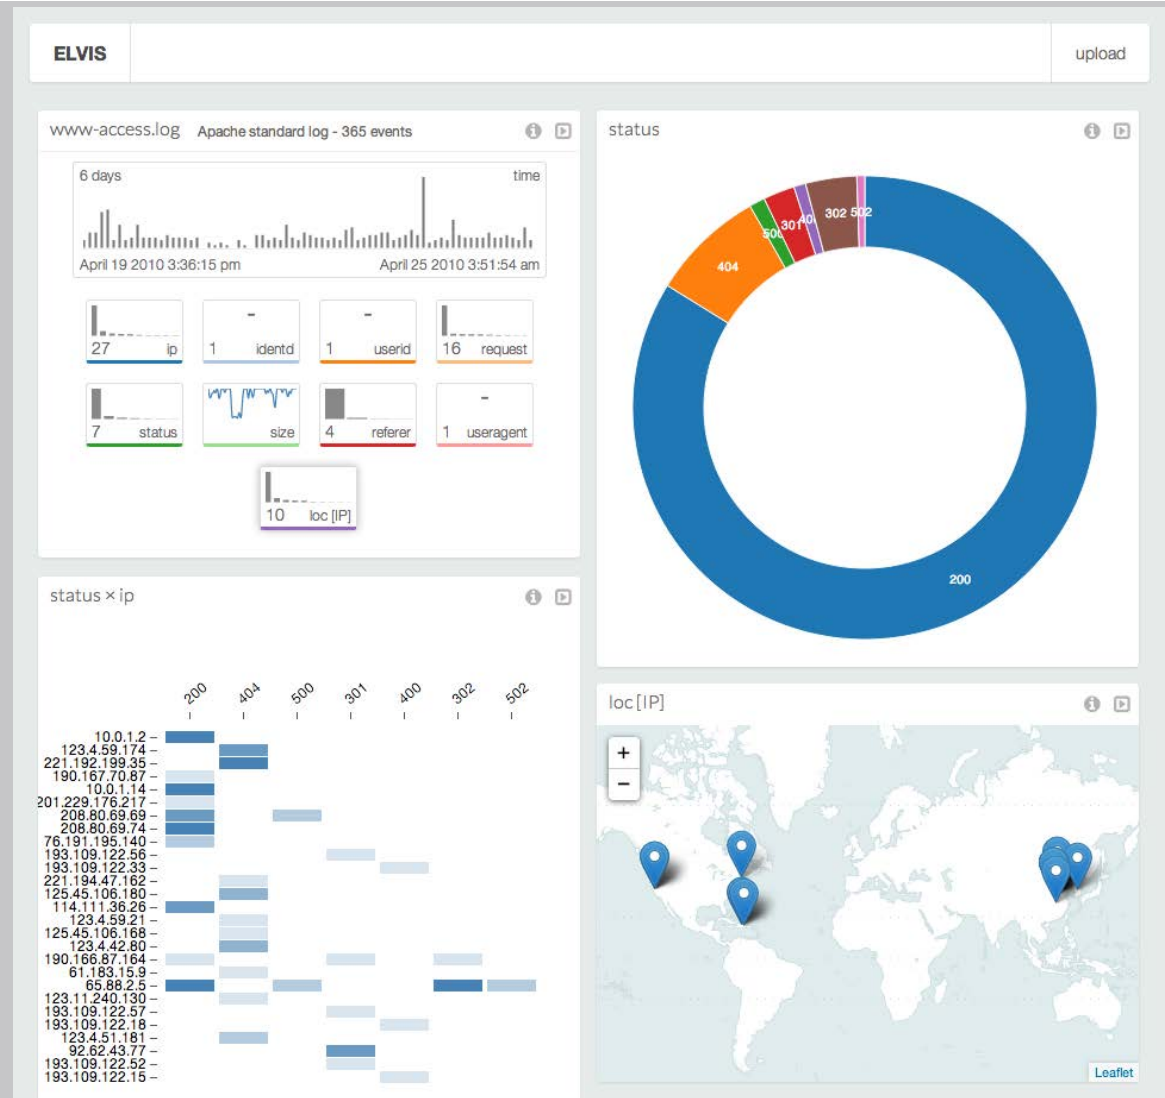 ELVIS
upload
www-access.log Apache standard log - 365 events
6 days time
April 19 2010 3:36:15 pm April 25 2010 3:51:54 am
27 ip
1 identd
1 userid
16 request
7 status
size
4 referer
1 useragent
10 loc [IP]
status
404
500
301
302
502
200
status × ip
200 404 500 301 400 302 502
10.0.1.2
123.4.59.174
221.192.199.35
190.167.70.87
10.0.1.14
201.229.176.217
208.80.69.69
208.80.69.74
76.191.195.140
193.109.122.56
193.109.122.33
221.194.47.162
125.45.106.180
114.111.36.26
123.4.59.21
125.45.106.168
123.4.42.80
190.166.87.164
61.183.15.9
65.88.2.5
123.11.240.130
193.109.122.57
193.109.122.18
123.4.51.181
92.62.43.77
193.109.122.52
193.109.122.15
loc [IP]
+
−
Leaflet